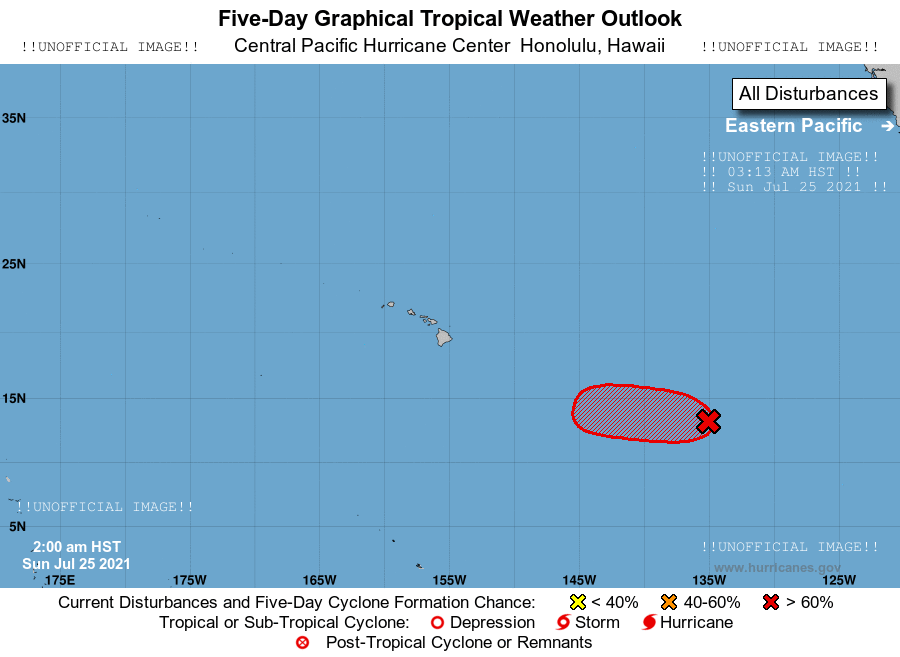 Five-Day Graphical Tropical Weather Outlook
!!UNOFFICIAL IMAGE!! Central Pacific Hurricane Center Honolulu, Hawaii !!UNOFFICIAL IMAGE!!
All Disturbances
35N
Eastern Pacific →
!!UNOFFICIAL IMAGE!!
!! 03:13 AM HST !!
!! Sun Jul 25 2021 !!
25N
15N
!!UNOFFICIAL IMAGE!!
5N
2:00 am HST
!!UNOFFICIAL IMAGE!!
Sun Jul 25 2021
www.hurricanes.gov
175E 175W 165W 155W 145W 135W 125W
Current Disturbances and Five-Day Cyclone Formation Chance: < 40% 40-60% > 60%
Tropical or Sub-Tropical Cyclone: Depression Storm Hurricane
Post-Tropical Cyclone or Remnants